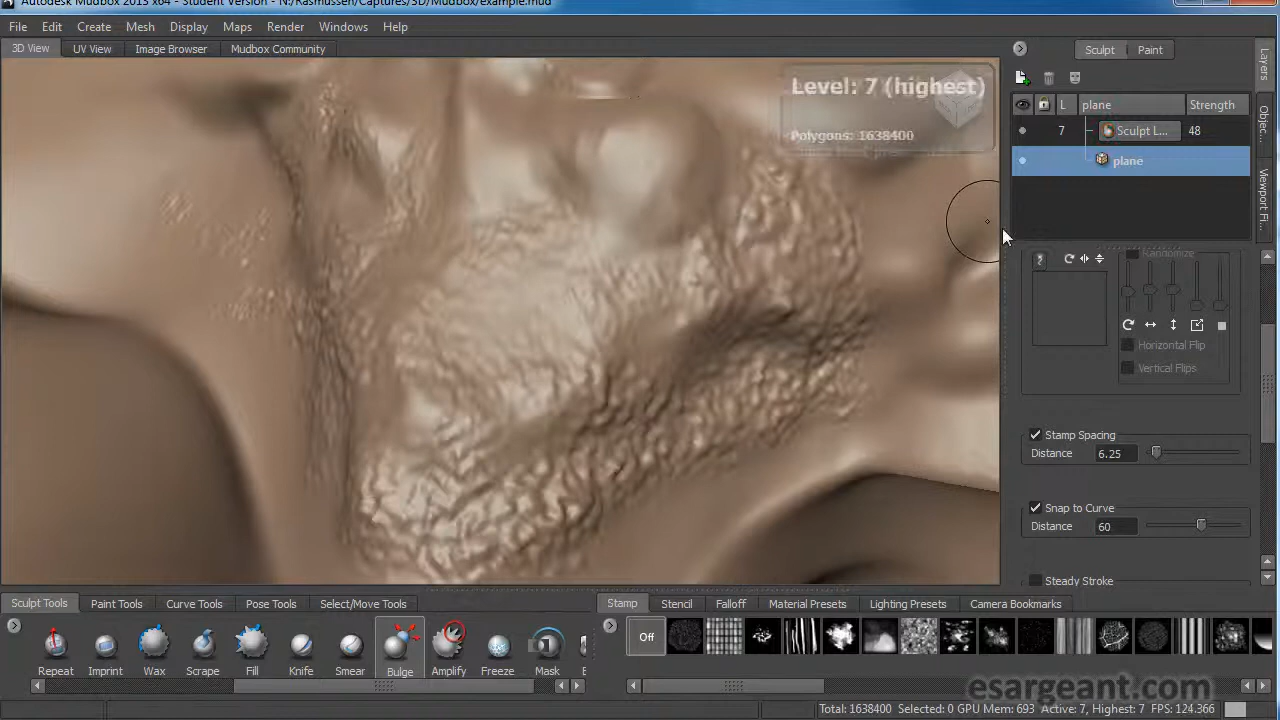 Autodesk Mudbox 2013 x64 - Student Version - N:/Rasmussen/Captures/3D/Mudbox/example.mud
File Edit Create Mesh Display Maps Render Windows Help
3D View UV View Image Browser Mudbox Community
Sculpt Paint
Layers
Level: 7 (highest)
Polygons: 1638400
L plane Strength
7 Sculpt L... 48
plane
Objec
Viewport Fi
Randomize
Horizontal Flip
Vertical Flips
Stamp Spacing
Distance 6.25
Snap to Curve
Distance 60
Steady Stroke
Sculpt Tools Paint Tools Curve Tools Pose Tools Select/Move Tools
Stamp Stencil Falloff Material Presets Lighting Presets Camera Bookmarks
Off
Repeat Imprint Wax Scrape Fill Knife Smear Bulge Amplify Freeze Mask
esargeant.com
Total: 1638400 Selected: 0 GPU Mem: 693 Active: 7, Highest: 7 FPS: 124.366